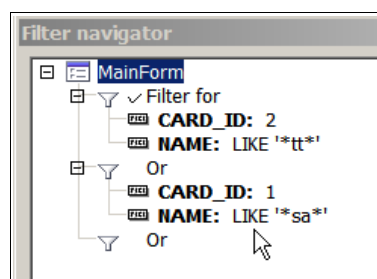 Filter navigator
MainForm
Filter for
CARD_ID: 2
NAME: LIKE '*tt*'
Or
CARD_ID: 1
NAME: LIKE '*sa*'
Or